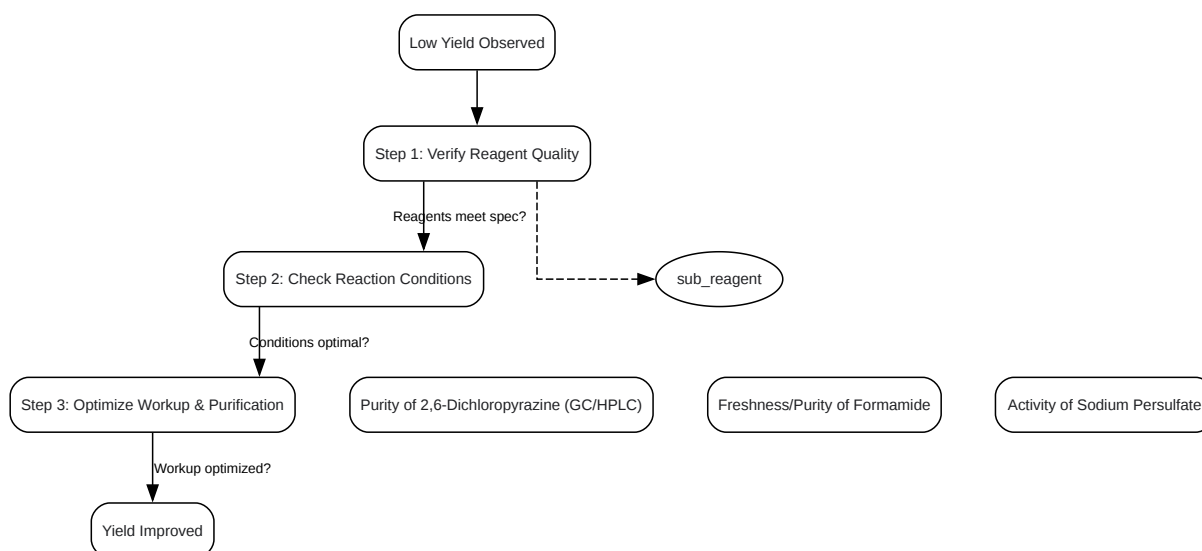 Low Yield Observed
Step 1: Verify Reagent Quality
Reagents meet spec?
Step 2: Check Reaction Conditions
sub_reagent
Conditions optimal?
Step 3: Optimize Workup & Purification
Purity of 2,6-Dichloropyrazine (GC/HPLC)
Freshness/Purity of Formamide
Activity of Sodium Persulfate
Workup optimized?
Yield Improved